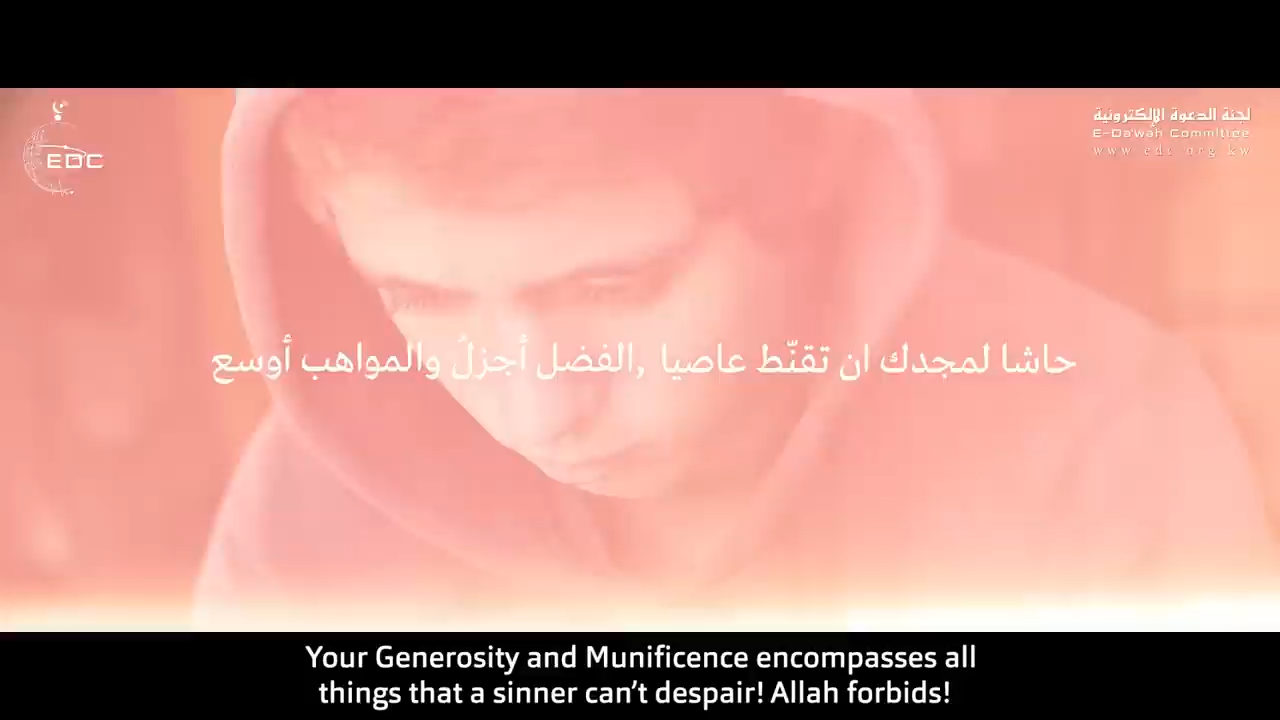 EDC
لجنة الدعوة الإلكترونية
E-Da'wah Committee
www.edc.org.kw
حاشا لمجدك ان تقنّط عاصيا ,الفضل أجزلُ والمواهب أوسع
Your Generosity and Munificence encompasses all
things that a sinner can't despair! Allah forbids!